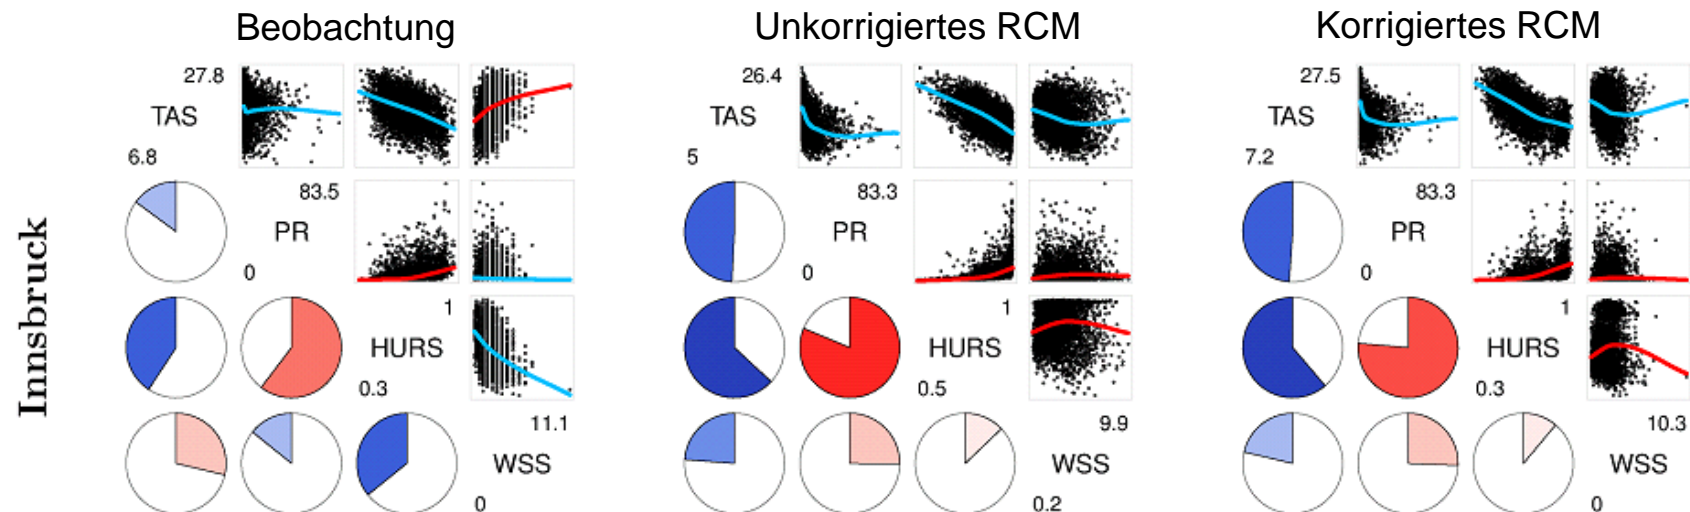 Beobachtung Unkorrigiertes RCM Korrigiertes RCM
27.8 26.4 27.5
TAS TAS TAS
6.8 5 7.2
83.5 83.3 83.3
PR PR PR
0 0 0
Innsbruck
1 1 1
HURS HURS HURS
0.3 0.5 0.3
11.1 9.9 10.3
WSS WSS WSS
0 0.2 0